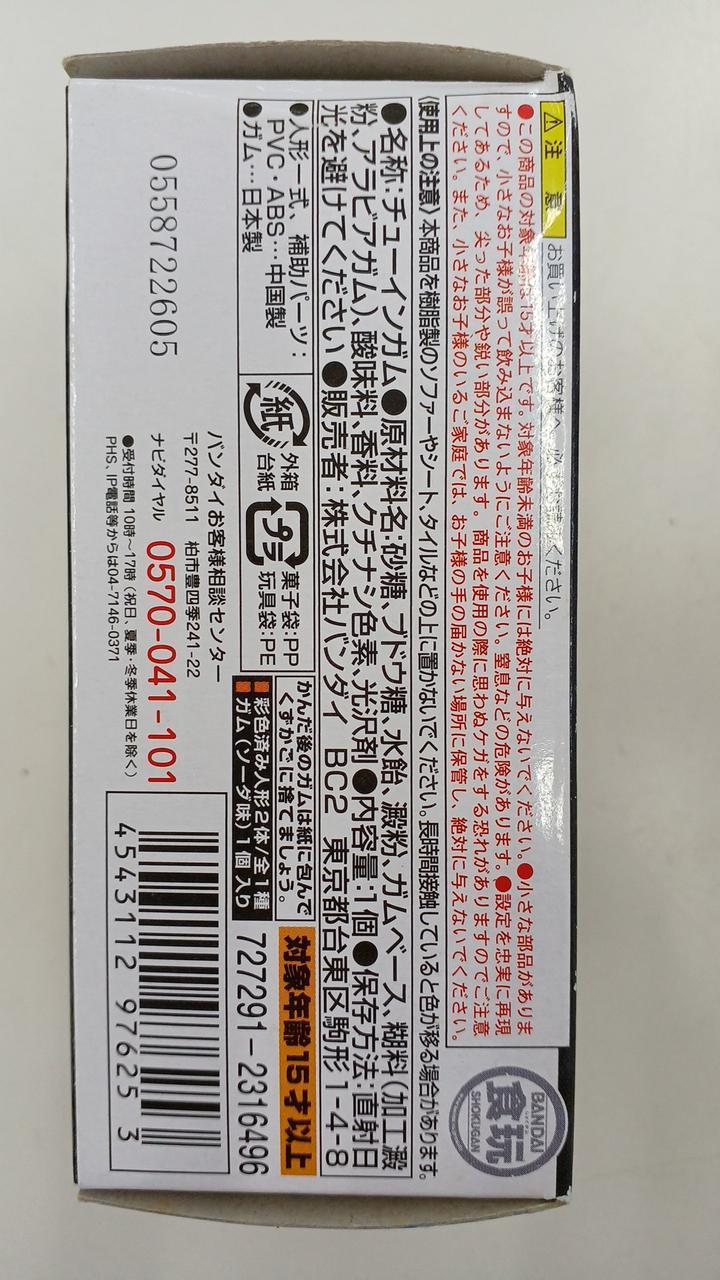 注意 お買い上げのお客様へ 必ずお読みください。
●この商品の対象年齢は15才以上です。対象年齢未満のお子様には絶対に与えないでください。●小さな部品がありま
すので、小さなお子様が誤って飲み込まないようにご注意ください。窒息などの危険があります。●設定を忠実に再現
してあるため、尖った部分や鋭い部分があります。商品を使用の際に思わぬケガをする恐れがありますのでご注意
ください。また、小さなお子様のいるご家庭では、お子様の手の届かない場所に保管し、絶対に与えないでください。
〈使用上の注意〉本商品を樹脂製のソファーやシート、タイルなどの上に置かないでください。長時間接触していると色が移る場合があります。
●名称:チューインガム●原材料名:砂糖、ブドウ糖、水飴、澱粉、ガムベース、糊料(加工澱
粉、アラビアガム)、酸味料、香料、クチナシ色素、光沢剤●内容量:1個●保存方法:直射日
光を避けてください●販売者:株式会社バンダイ BC2 東京都台東区駒形1-4-8
●人形一式、補助パーツ:
PVC・ABS…中国製
●ガム…日本製
紙
外箱
台紙
プラ
菓子袋:PP
玩具袋:PE
かんだ後のガムは紙に包んで
くずかごに捨てましょう。
彩色済み人形2体/全1種
ガム(ソーダ味)1個 入り
対象年齢15才以上
727291-2316496
BANDAI
食玩
SHOKUGAN
バンダイお客様相談センター
〒277-8511 柏市豊四季241-22
ナビダイヤル 0570-041-101
●受付時間 10時～17時(祝日、夏季・冬季休業日を除く)
PHS、IP電話等からは04-7146-0371
0558722605
4543112 97625 3